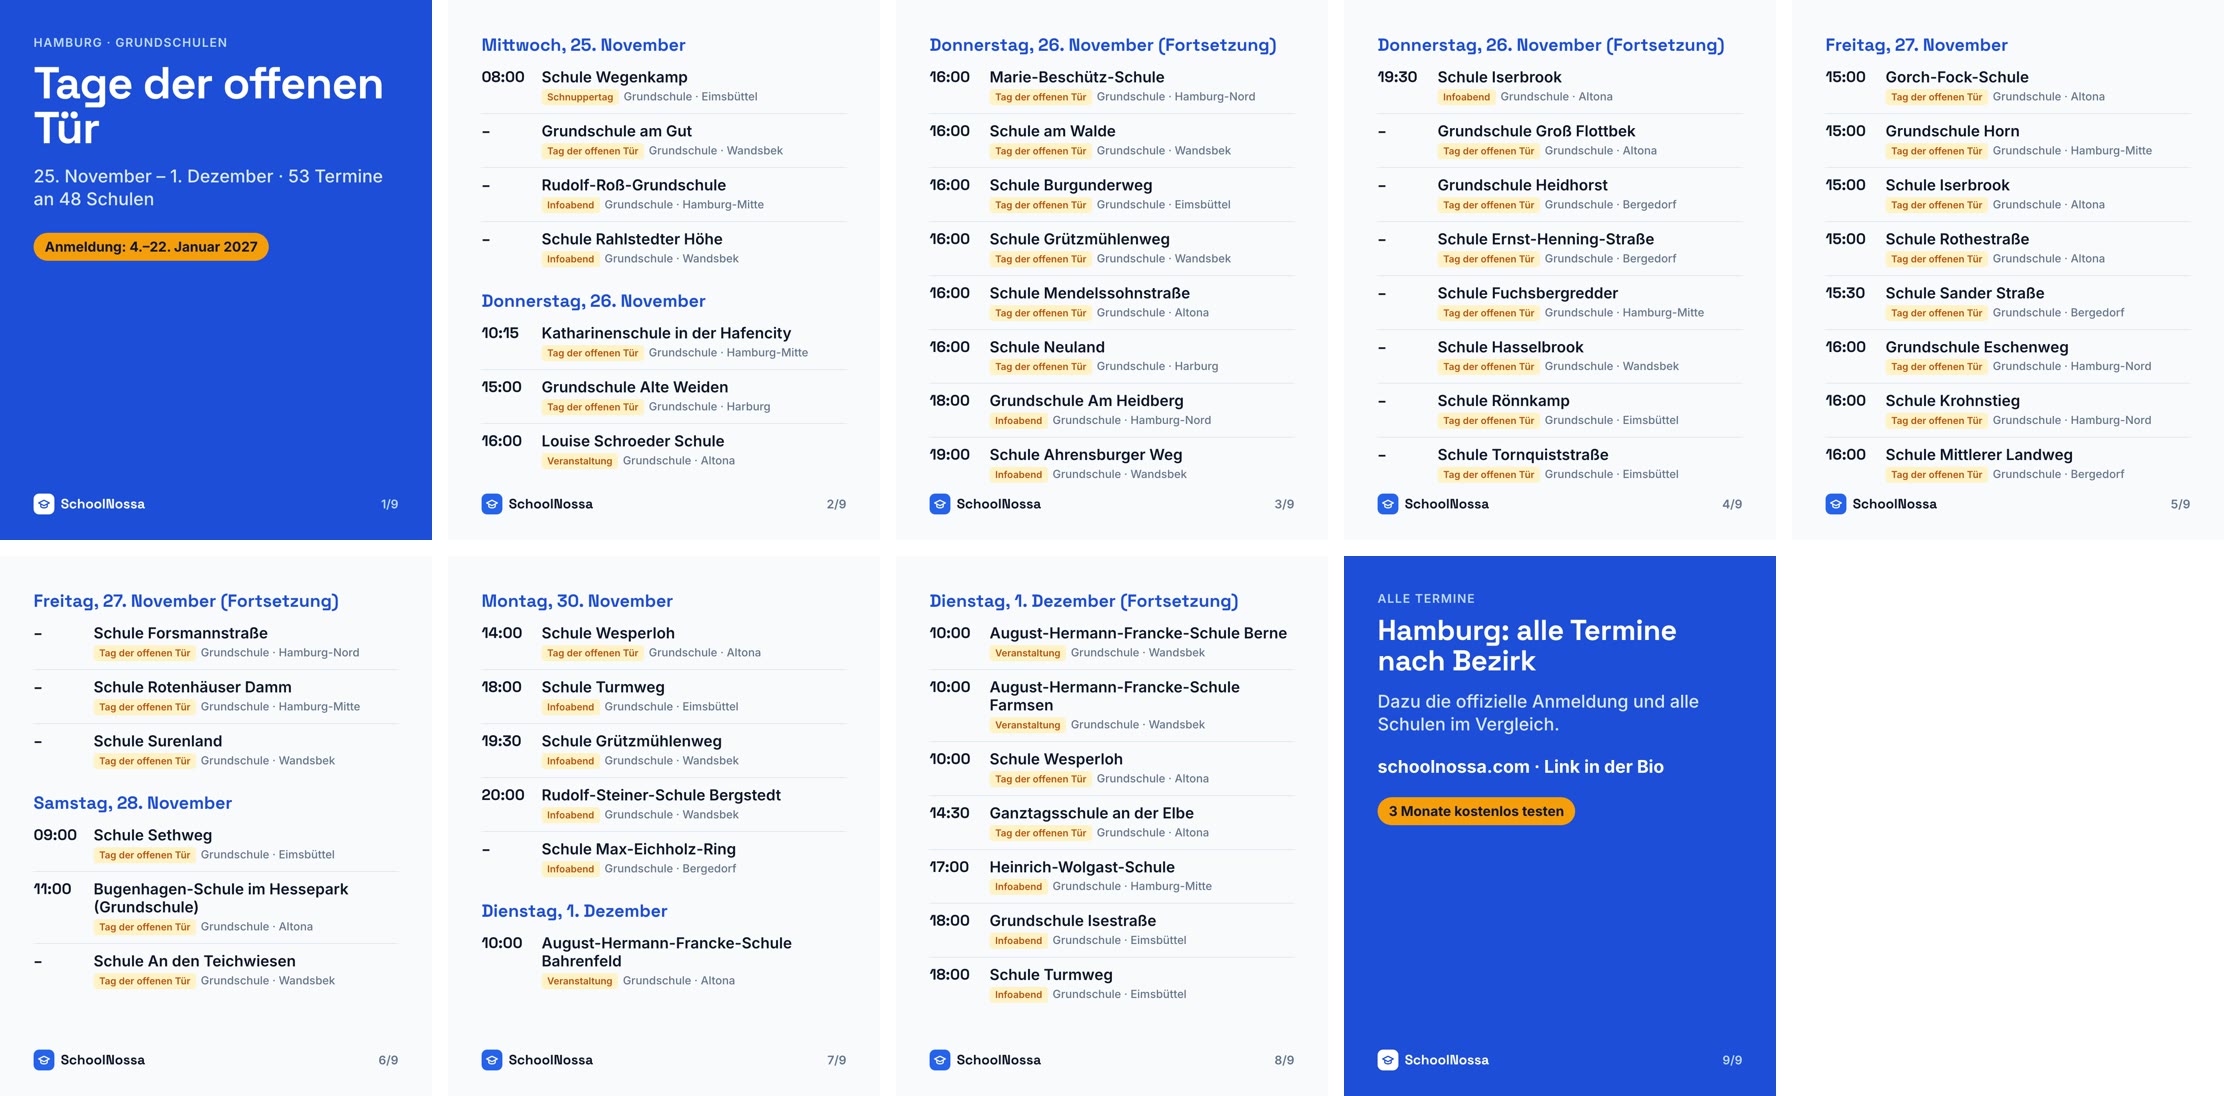 HAMBURG · GRUNDSCHULEN
Tage der offenen
Tür
25. November – 1. Dezember · 53 Termine
an 48 Schulen
Anmeldung: 4.–22. Januar 2027
SchoolNossa
1/9
Mittwoch, 25. November
08:00 Schule Wegenkamp
Schnuppertag Grundschule · Eimsbüttel
– Grundschule am Gut
Tag der offenen Tür Grundschule · Wandsbek
– Rudolf-Roß-Grundschule
Infoabend Grundschule · Hamburg-Mitte
– Schule Rahlstedter Höhe
Infoabend Grundschule · Wandsbek
Donnerstag, 26. November
10:15 Katharinenschule in der Hafencity
Tag der offenen Tür Grundschule · Hamburg-Mitte
15:00 Grundschule Alte Weiden
Tag der offenen Tür Grundschule · Harburg
16:00 Louise Schroeder Schule
Veranstaltung Grundschule · Altona
SchoolNossa
2/9
Donnerstag, 26. November (Fortsetzung)
16:00 Marie-Beschütz-Schule
Tag der offenen Tür Grundschule · Hamburg-Nord
16:00 Schule am Walde
Tag der offenen Tür Grundschule · Wandsbek
16:00 Schule Burgunderweg
Tag der offenen Tür Grundschule · Eimsbüttel
16:00 Schule Grützmühlenweg
Tag der offenen Tür Grundschule · Wandsbek
16:00 Schule Mendelssohnstraße
Tag der offenen Tür Grundschule · Altona
16:00 Schule Neuland
Tag der offenen Tür Grundschule · Harburg
18:00 Grundschule Am Heidberg
Infoabend Grundschule · Hamburg-Nord
19:00 Schule Ahrensburger Weg
Infoabend Grundschule · Wandsbek
SchoolNossa
3/9
Donnerstag, 26. November (Fortsetzung)
19:30 Schule Iserbrook
Infoabend Grundschule · Altona
– Grundschule Groß Flottbek
Tag der offenen Tür Grundschule · Altona
– Grundschule Heidhorst
Tag der offenen Tür Grundschule · Bergedorf
– Schule Ernst-Henning-Straße
Tag der offenen Tür Grundschule · Bergedorf
– Schule Fuchsbergredder
Tag der offenen Tür Grundschule · Hamburg-Mitte
– Schule Hasselbrook
Tag der offenen Tür Grundschule · Wandsbek
– Schule Rönnkamp
Tag der offenen Tür Grundschule · Eimsbüttel
– Schule Tornquiststraße
Tag der offenen Tür Grundschule · Eimsbüttel
SchoolNossa
4/9
Freitag, 27. November
15:00 Gorch-Fock-Schule
Tag der offenen Tür Grundschule · Altona
15:00 Grundschule Horn
Tag der offenen Tür Grundschule · Hamburg-Mitte
15:00 Schule Iserbrook
Tag der offenen Tür Grundschule · Altona
15:00 Schule Rothestraße
Tag der offenen Tür Grundschule · Altona
15:30 Schule Sander Straße
Tag der offenen Tür Grundschule · Bergedorf
16:00 Grundschule Eschenweg
Tag der offenen Tür Grundschule · Hamburg-Nord
16:00 Schule Krohnstieg
Tag der offenen Tür Grundschule · Hamburg-Nord
16:00 Schule Mittlerer Landweg
Tag der offenen Tür Grundschule · Bergedorf
SchoolNossa
5/9
Freitag, 27. November (Fortsetzung)
– Schule Forsmannstraße
Tag der offenen Tür Grundschule · Hamburg-Nord
– Schule Rotenhäuser Damm
Tag der offenen Tür Grundschule · Hamburg-Mitte
– Schule Surenland
Tag der offenen Tür Grundschule · Wandsbek
Samstag, 28. November
09:00 Schule Sethweg
Tag der offenen Tür Grundschule · Eimsbüttel
11:00 Bugenhagen-Schule im Hessepark
(Grundschule)
Tag der offenen Tür Grundschule · Altona
– Schule An den Teichwiesen
Tag der offenen Tür Grundschule · Wandsbek
SchoolNossa
6/9
Montag, 30. November
14:00 Schule Wesperloh
Tag der offenen Tür Grundschule · Altona
18:00 Schule Turmweg
Infoabend Grundschule · Eimsbüttel
19:30 Schule Grützmühlenweg
Infoabend Grundschule · Wandsbek
20:00 Rudolf-Steiner-Schule Bergstedt
Infoabend Grundschule · Wandsbek
– Schule Max-Eichholz-Ring
Infoabend Grundschule · Bergedorf
Dienstag, 1. Dezember
10:00 August-Hermann-Francke-Schule
Bahrenfeld
Veranstaltung Grundschule · Altona
SchoolNossa
7/9
Dienstag, 1. Dezember (Fortsetzung)
10:00 August-Hermann-Francke-Schule Berne
Veranstaltung Grundschule · Wandsbek
10:00 August-Hermann-Francke-Schule
Farmsen
Veranstaltung Grundschule · Wandsbek
10:00 Schule Wesperloh
Tag der offenen Tür Grundschule · Altona
14:30 Ganztagsschule an der Elbe
Tag der offenen Tür Grundschule · Altona
17:00 Heinrich-Wolgast-Schule
Infoabend Grundschule · Hamburg-Mitte
18:00 Grundschule Isestraße
Infoabend Grundschule · Eimsbüttel
18:00 Schule Turmweg
Infoabend Grundschule · Eimsbüttel
SchoolNossa
8/9
ALLE TERMINE
Hamburg: alle Termine
nach Bezirk
Dazu die offizielle Anmeldung und alle
Schulen im Vergleich.
schoolnossa.com · Link in der Bio
3 Monate kostenlos testen
SchoolNossa
9/9